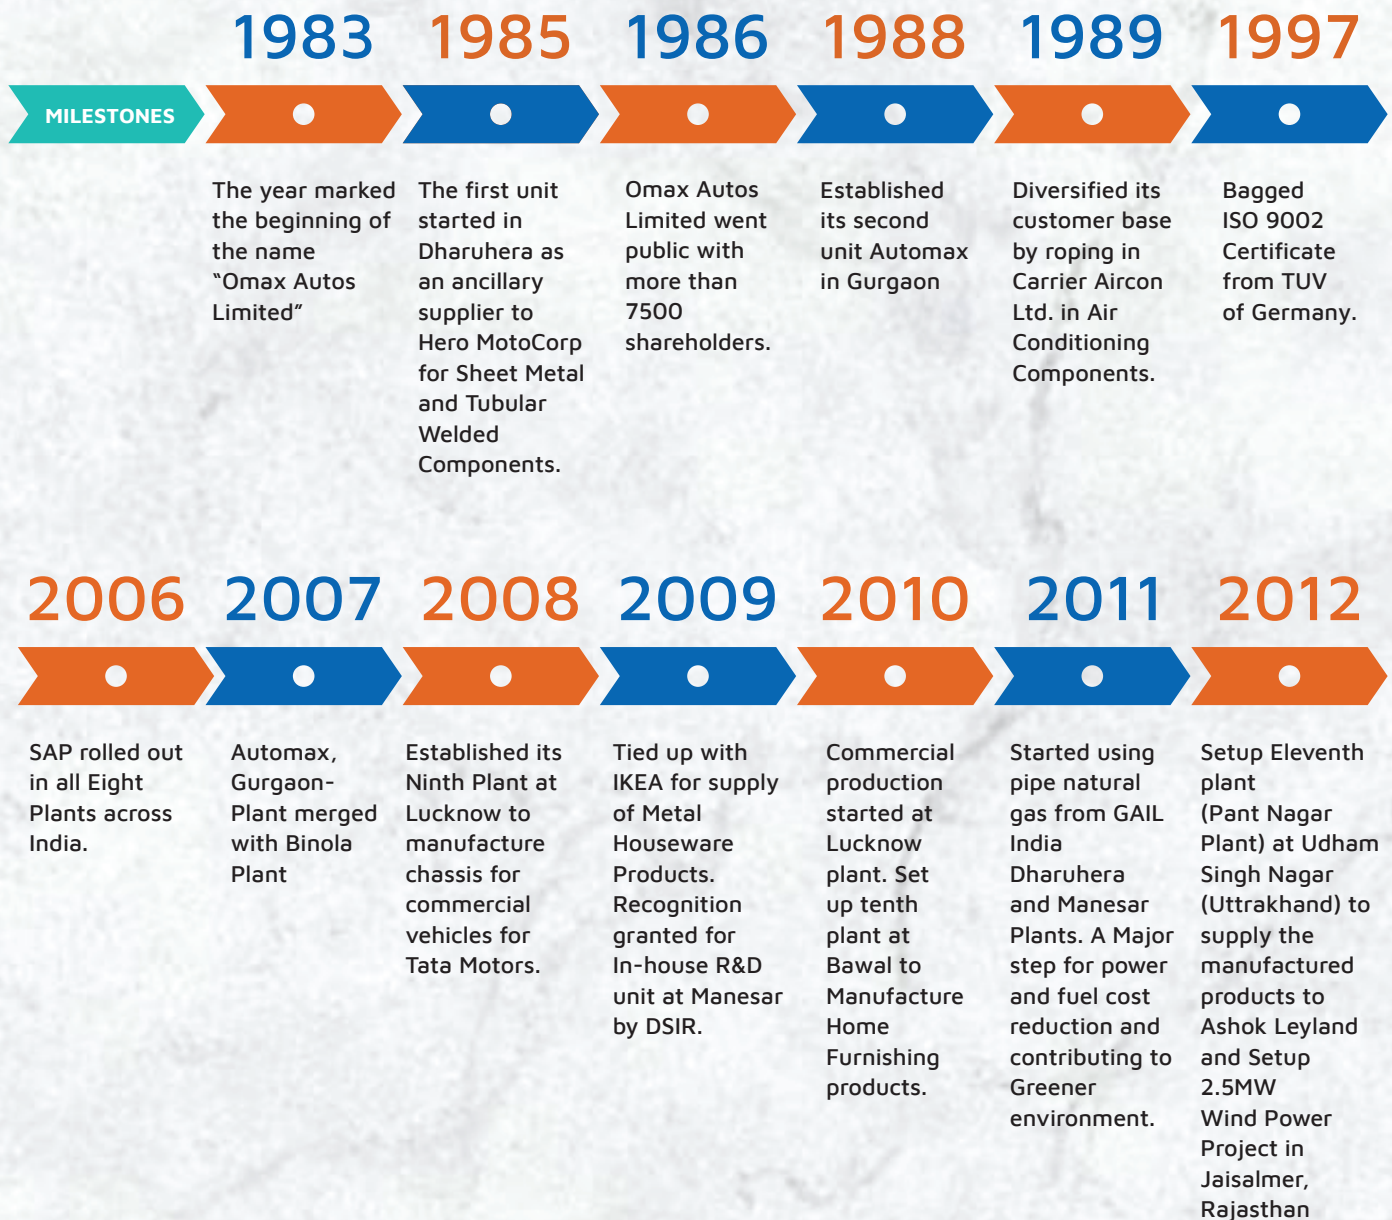 1983
1985
1986
1988
1989
1997
MILESTONES
The year marked
the beginning of
the name
“Omax Autos
Limited”
The first unit
started in
Dharuhera as
an ancillary
supplier to
Hero MotoCorp
for Sheet Metal
and Tubular
Welded
Components.
Omax Autos
Limited went
public with
more than
7500
shareholders.
Established
its second
unit Automax
in Gurgaon
Diversified its
customer base
by roping in
Carrier Aircon
Ltd. in Air
Conditioning
Components.
Bagged
ISO 9002
Certificate
from TUV
of Germany.
2006
2007
2008
2009
2010
2011
2012
SAP rolled out
in all Eight
Plants across
India.
Automax,
Gurgaon-
Plant merged
with Binola
Plant
Established its
Ninth Plant at
Lucknow to
manufacture
chassis for
commercial
vehicles for
Tata Motors.
Tied up with
IKEA for supply
of Metal
Houseware
Products.
Recognition
granted for
In-house R&D
unit at Manesar
by DSIR.
Commercial
production
started at
Lucknow
plant. Set
up tenth
plant at
Bawal to
Manufacture
Home
Furnishing
products.
Started using
pipe natural
gas from GAIL
India
Dharuhera
and Manesar
Plants. A Major
step for power
and fuel cost
reduction and
contributing to
Greener
environment.
Setup Eleventh
plant
(Pant Nagar
Plant) at Udham
Singh Nagar
(Uttrakhand) to
supply the
manufactured
products to
Ashok Leyland
and Setup
2.5MW
Wind Power
Project in
Jaisalmer,
Rajasthan